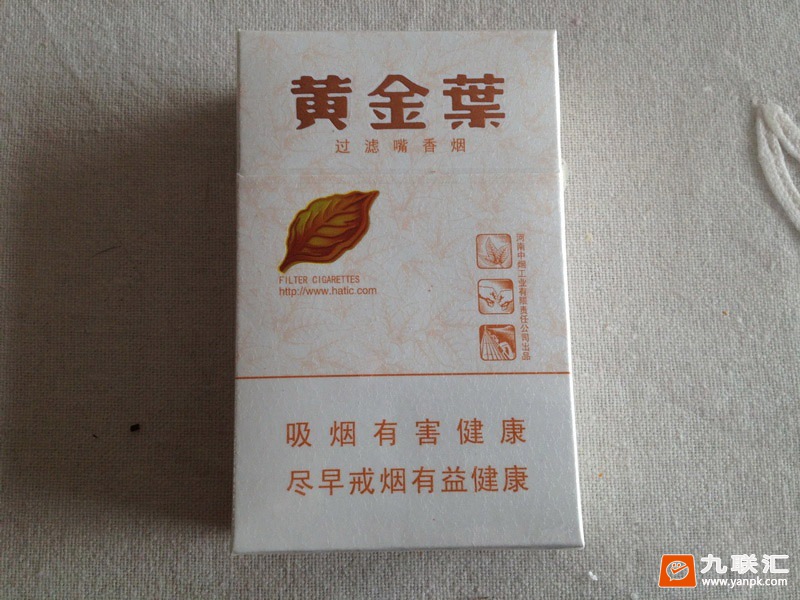 黄金葉
过滤嘴香烟
FILTER CIGARETTES
http://www.hatic.com
河南中烟工业有限责任公司出品
吸烟有害健康
尽早戒烟有益健康
九联汇
www.yanpk.com